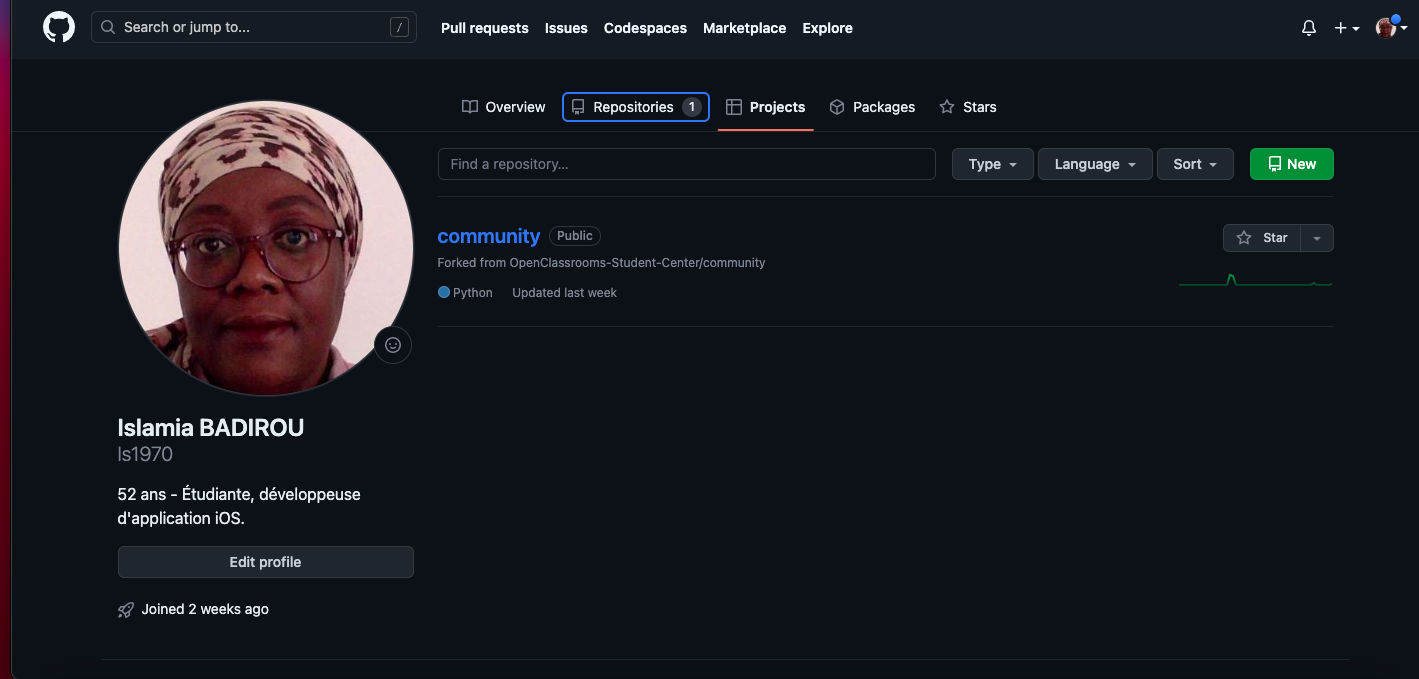 Search or jump to... /
Pull requests Issues Codespaces Marketplace Explore
Overview Repositories 1 Projects Packages Stars
Find a repository... Type Language Sort New
community Public Star
Forked from OpenClassrooms-Student-Center/community
Python Updated last week
Islamia BADIROU
Is1970
52 ans - Étudiante, développeuse
d'application iOS.
Edit profile
Joined 2 weeks ago